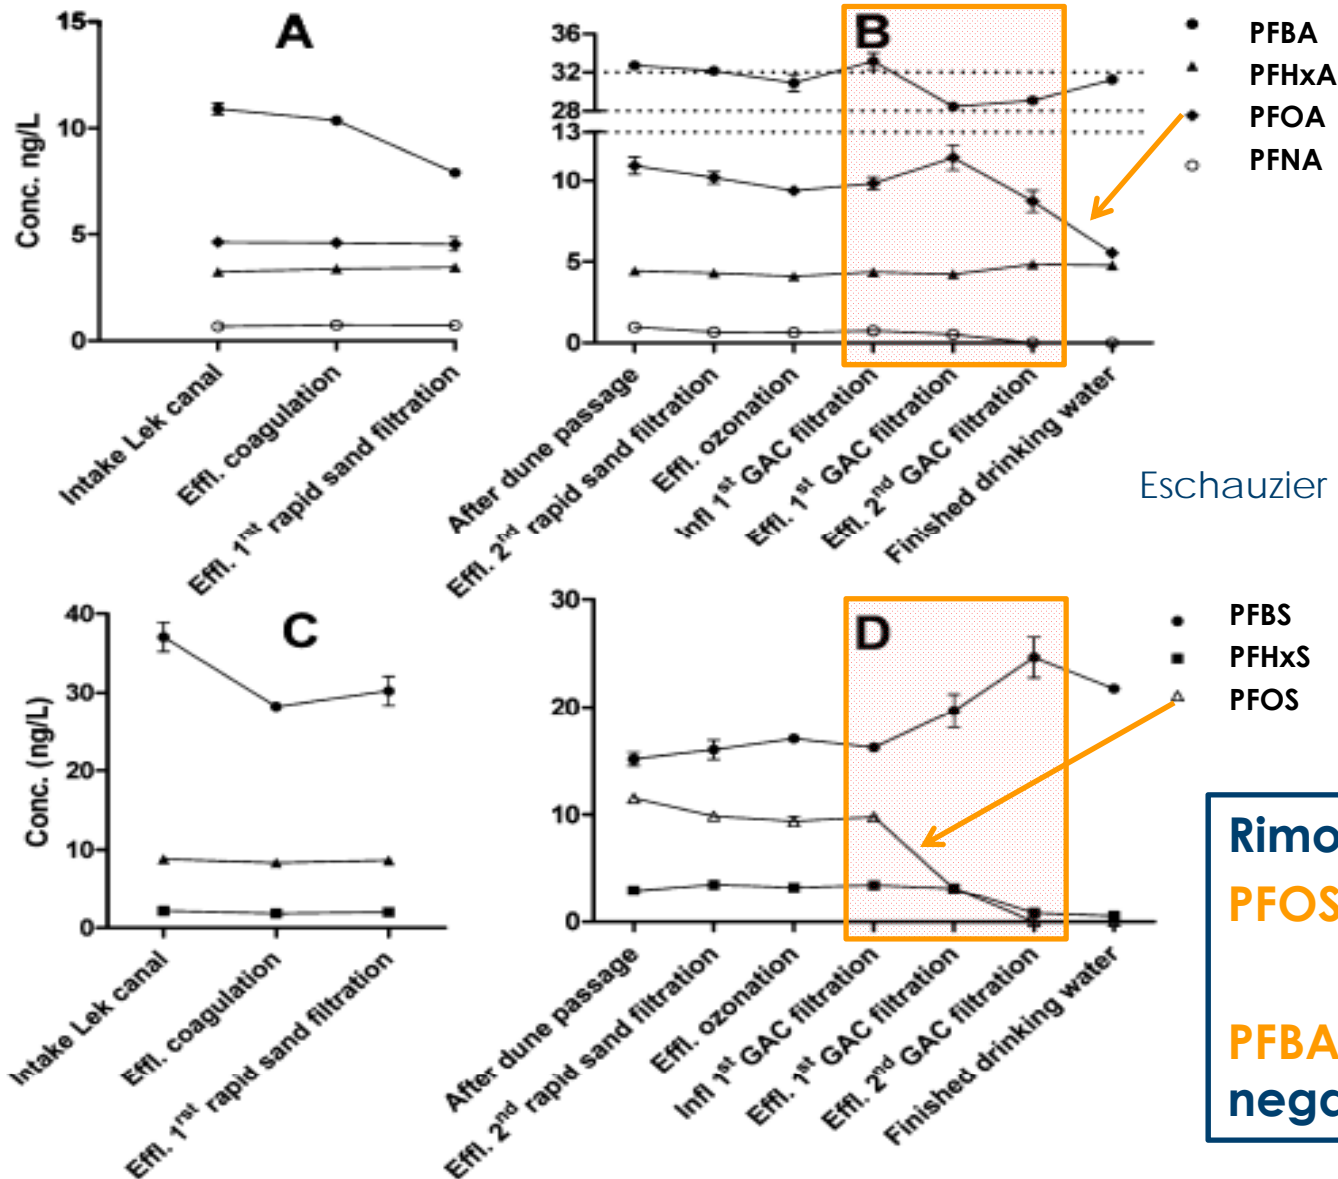 A
Conc. ng/L
15
10
5
0
Intake Lek canal
Effl. coagulation
Effl. 1rst rapid sand filtration
B
36
32
28
13
10
5
0
After dune passage
Effl. 2nd rapid sand filtration
Effl. ozonation
Infl 1st GAC filtration
Effl. 1st GAC filtration
Effl. 2nd GAC filtration
Finished drinking water
PFBA
PFHxA
PFOA
PFNA
Eschauzier
C
Conc. (ng/L)
40
30
20
10
0
Intake Lek canal
Effl. coagulation
Effl. 1rst rapid sand filtration
D
30
20
10
0
After dune passage
Effl. 2nd rapid sand filtration
Effl. ozonation
Infl 1st GAC filtration
Effl. 1st GAC filtration
Effl. 2nd GAC filtration
Finished drinking water
PFBS
PFHxS
PFOS
Rimo
PFOS
PFBA
nega